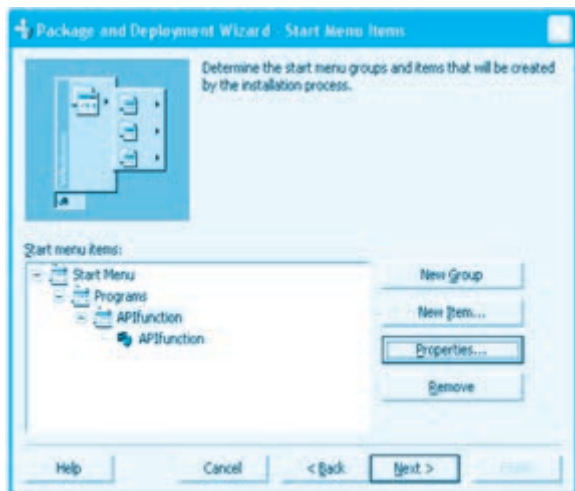 Package and Deployment Wizard - Start Menu Items
Determine the start menu groups and items that will be created
by the installation process.
Start menu items:
Start Menu
Programs
APIfunction
APIfunction
New Group
New Item...
Properties...
Remove
Help
Cancel
< Back
Next >